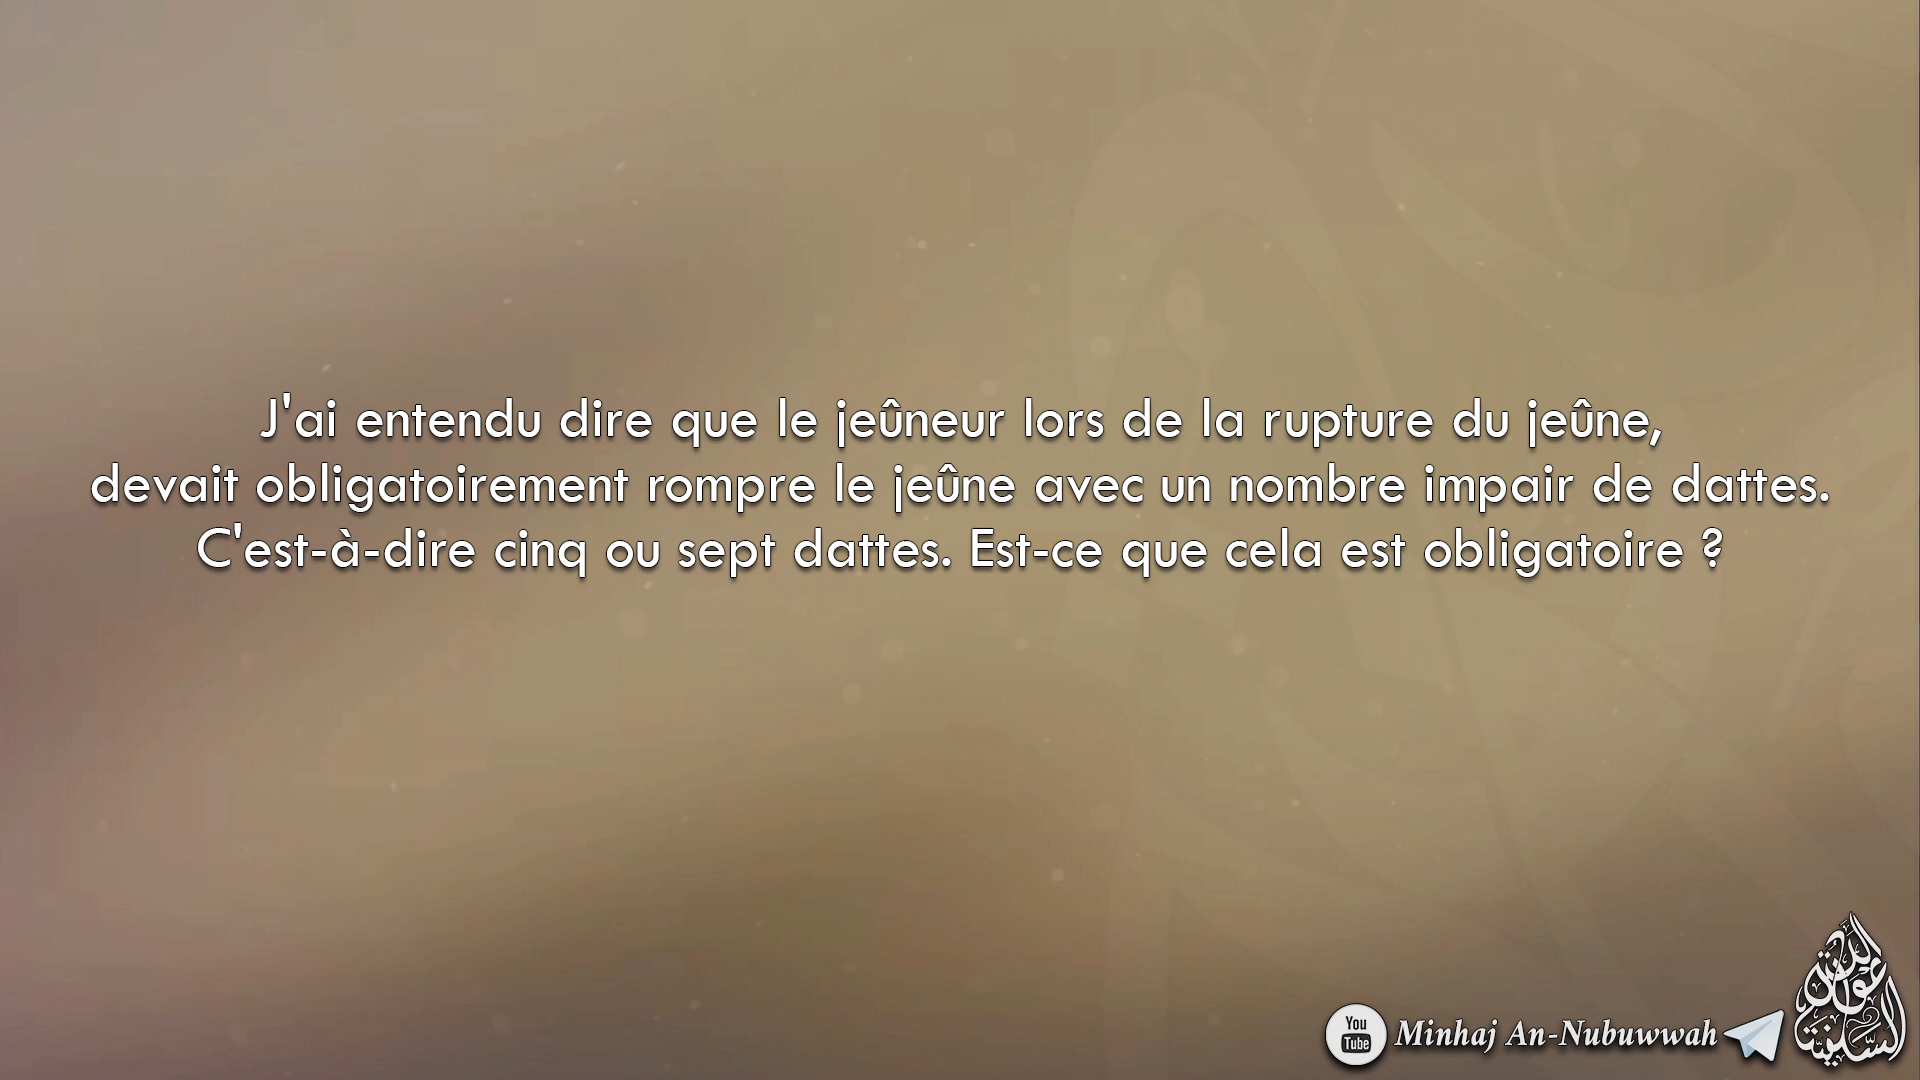 J'ai entendu dire que le jeûneur lors de la rupture du jeûne,
devait obligatoirement rompre le jeûne avec un nombre impair de dattes.
C'est-à-dire cinq ou sept dattes. Est-ce que cela est obligatoire ?
You
Tube
Minhaj An-Nubuwwah